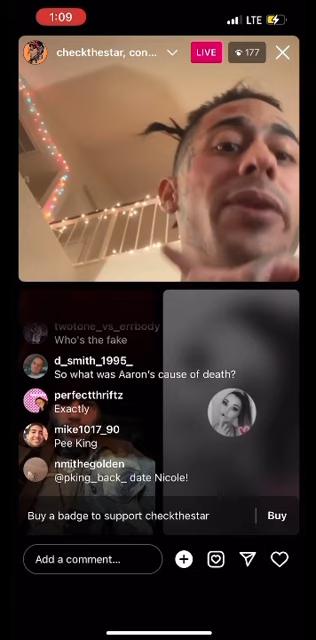 1:09
LTE
checkthestar, con...
LIVE
177
twotone_vs_errbody
Who's the fake
d_smith_1995_
So what was Aaron's cause of death?
perfectthriftz
Exactly
mike1017_90
Pee King
nmithegolden
@pking_back_ date Nicole!
Buy a badge to support checkthestar
Buy
Add a comment...